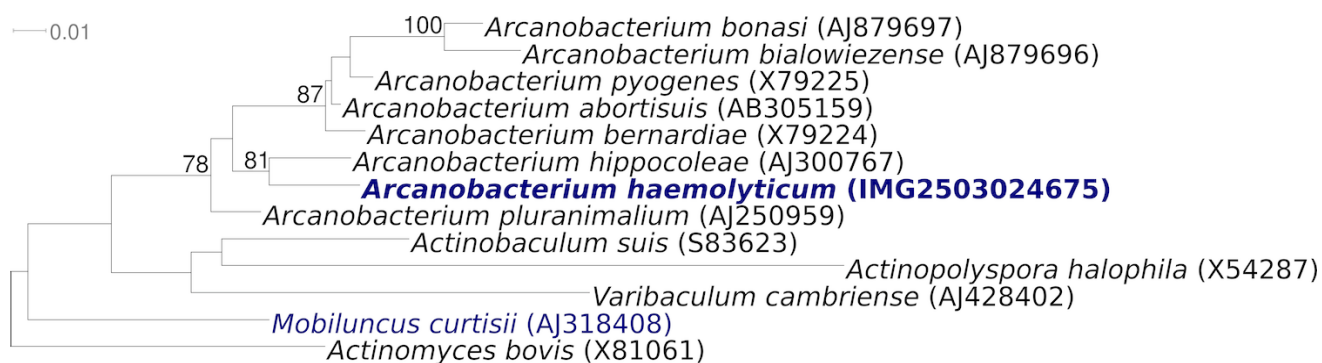 0.01
100
Arcanobacterium bonasi (AJ879697)
Arcanobacterium bialowiezense (AJ879696)
Arcanobacterium pyogenes (X79225)
87
Arcanobacterium abortisuis (AB305159)
Arcanobacterium bernardiae (X79224)
78
81
Arcanobacterium hippocoleae (AJ300767)
Arcanobacterium haemolyticum (IMG2503024675)
Arcanobacterium pluranimalium (AJ250959)
Actinobaculum suis (S83623)
Actinopolyspora halophila (X54287)
Varibaculum cambriense (AJ428402)
Mobiluncus curtisii (AJ318408)
Actinomyces bovis (X81061)